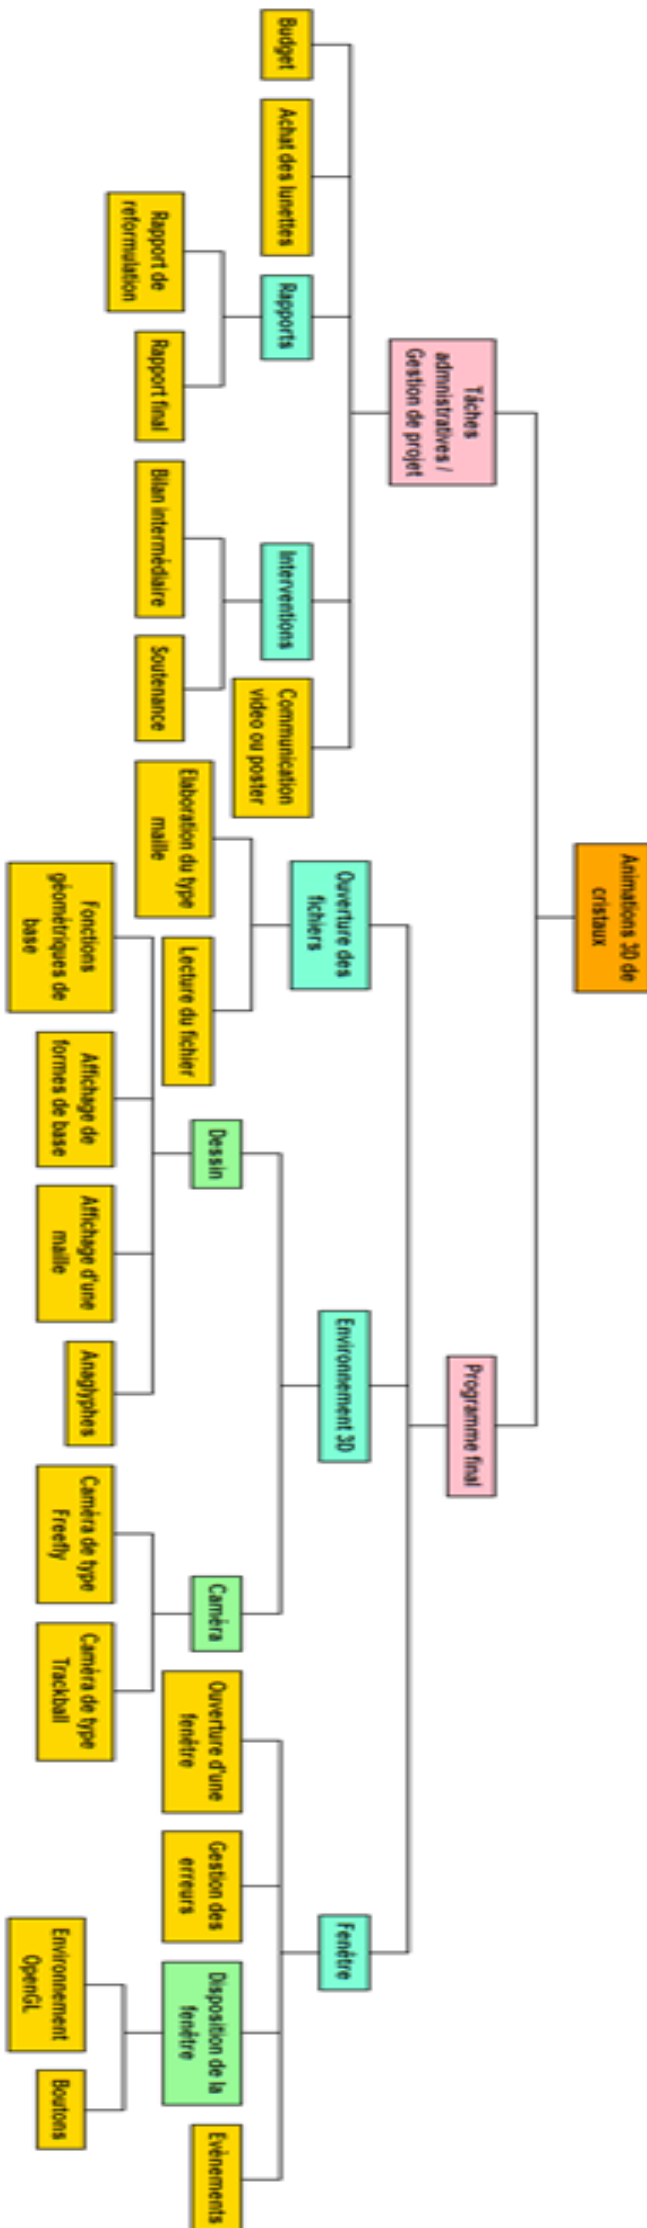 Animations 3D de
cristaux
Tâches
admnistratives /
Gestion de projet
Programme final
Budget
Achat des lunettes
Rapports
Interventions
Communication
video ou poster
Ouverture des
fichiers
Environnement 3D
Fenêtre
Rapport de
reformulation
Rapport final
Bilan intermédiaire
Soutenance
Elaboration du type
maille
Lecture du fichier
Dessin
Caméra
Ouverture d'une
fenêtre
Gestion des
erreurs
Disposition de la
fenêtre
Evènements
Fonctions
géométriques de
base
Affichage de
formes de base
Affichage d'une
maille
Anaglyphes
Caméra de type
Freefly
Caméra de type
Trackball
Environnement
OpenGL
Boutons